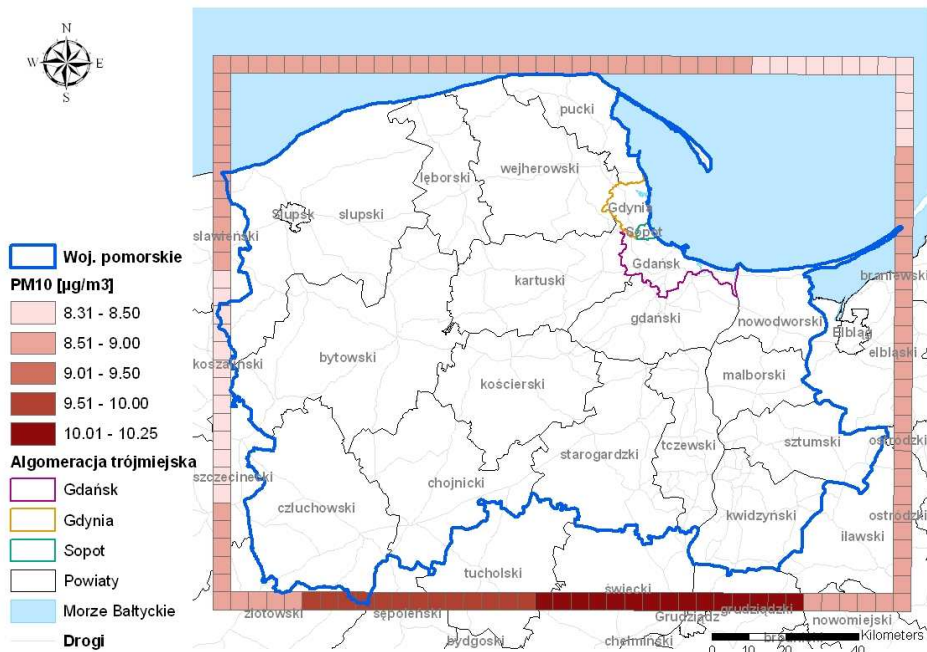 N
W E
S
pucki
wejherowski
lęborski
Gdynia
Słupsk
słupski
Sopot
sławieński
Gdańsk
braniewski
kartuski
gdański
nowodworski
Elbląg
elbląski
koszaliński
bytowski
malborski
kościerski
sztumski
ostródzki
starogardzki
tczewski
szczecinecki
chojnicki
człuchowski
kwidzyński
ostródzki
iławski
tucholski
świecki
złotowski
sępoleński
Grudziądz
grudziądzki
nowomiejski
bydgoski
chełmiński
Kilometers
0 10 20 40
Woj. pomorskie
PM10 [µg/m3]
8.31 - 8.50
8.51 - 9.00
9.01 - 9.50
9.51 - 10.00
10.01 - 10.25
Algomeracja trójmiejska
Gdańsk
Gdynia
Sopot
Powiaty
Morze Bałtyckie
Drogi